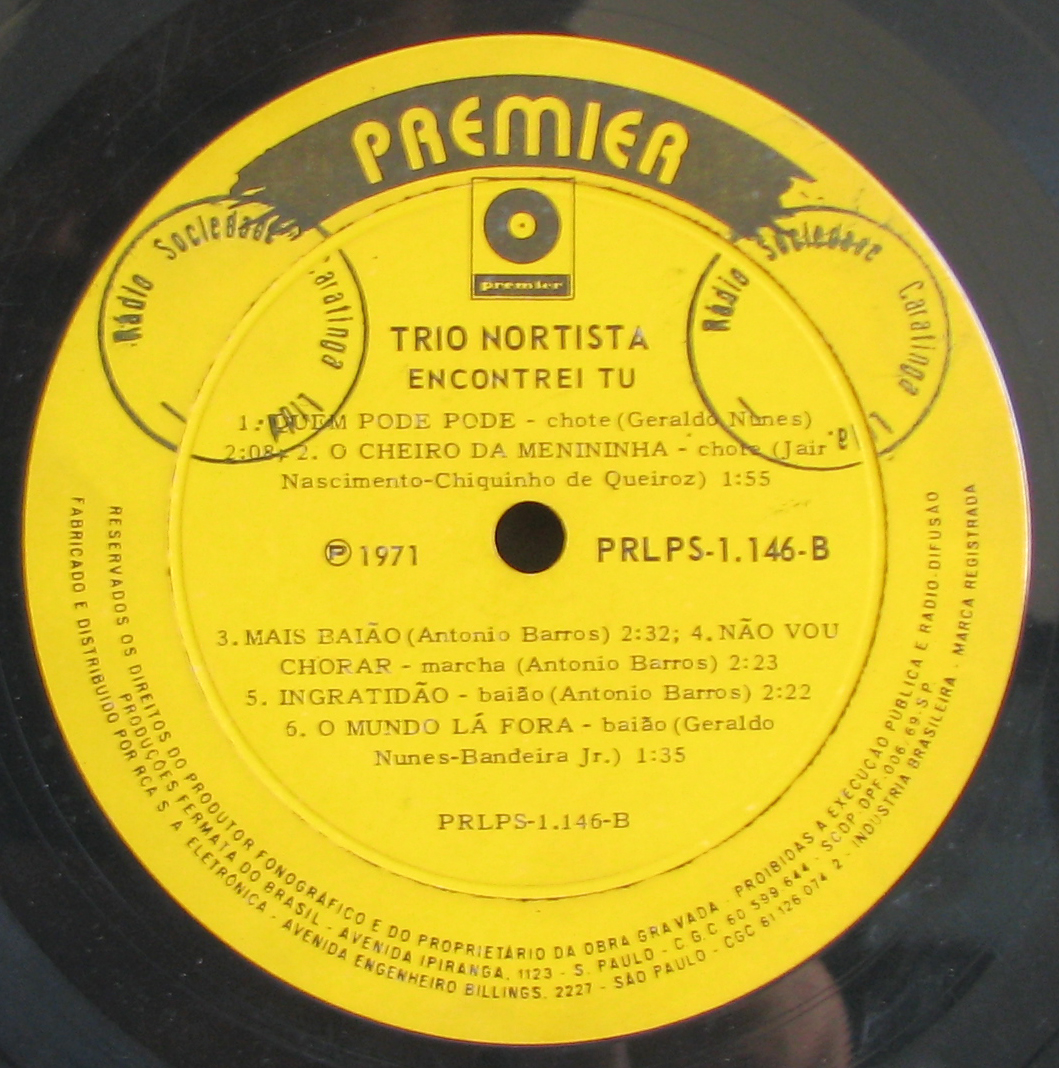 PREMIER
premier
Rádio Sociedade Caratinga Ltda.
Rádio Sociedade Caratinga L
TRIO NORTISTA
ENCONTREI TU
1. QUEM PODE PODE - chote (Geraldo Nunes)
2:08; 2. O CHEIRO DA MENININHA - chote (Jair
Nascimento-Chiquinho de Queiroz) 1:55
Ⓟ 1971 PRLPS-1.146-B
3. MAIS BAIÃO (Antonio Barros) 2:32; 4. NÃO VOU
CHORAR - marcha (Antonio Barros) 2:23
5. INGRATIDÃO - baião (Antonio Barros) 2:22
6. O MUNDO LÁ FORA - baião (Geraldo
Nunes-Bandeira Jr.) 1:35
PRLPS-1.146-B
RESERVADOS OS DIREITOS DO PRODUTOR FONOGRÁFICO E DO PROPRIETÁRIO DA OBRA GRAVADA - PROIBIDAS A EXECUÇÃO PÚBLICA E RADIO-DIFUSÃO
PRODUÇÕES FERMATA DO BRASIL - AVENIDA IPIRANGA, 1123 - S. PAULO - C.G.C 60 599 644 - SCDP. DPF. 006.69-S.P.
FABRICADO E DISTRIBUIDO POR RCA S. A. ELETRÔNICA - AVENIDA ENGENHEIRO BILLINGS, 2227 - SÃO PAULO - CGC 61 126 074 2 - INDUSTRIA BRASILEIRA - MARCA REGISTRADA